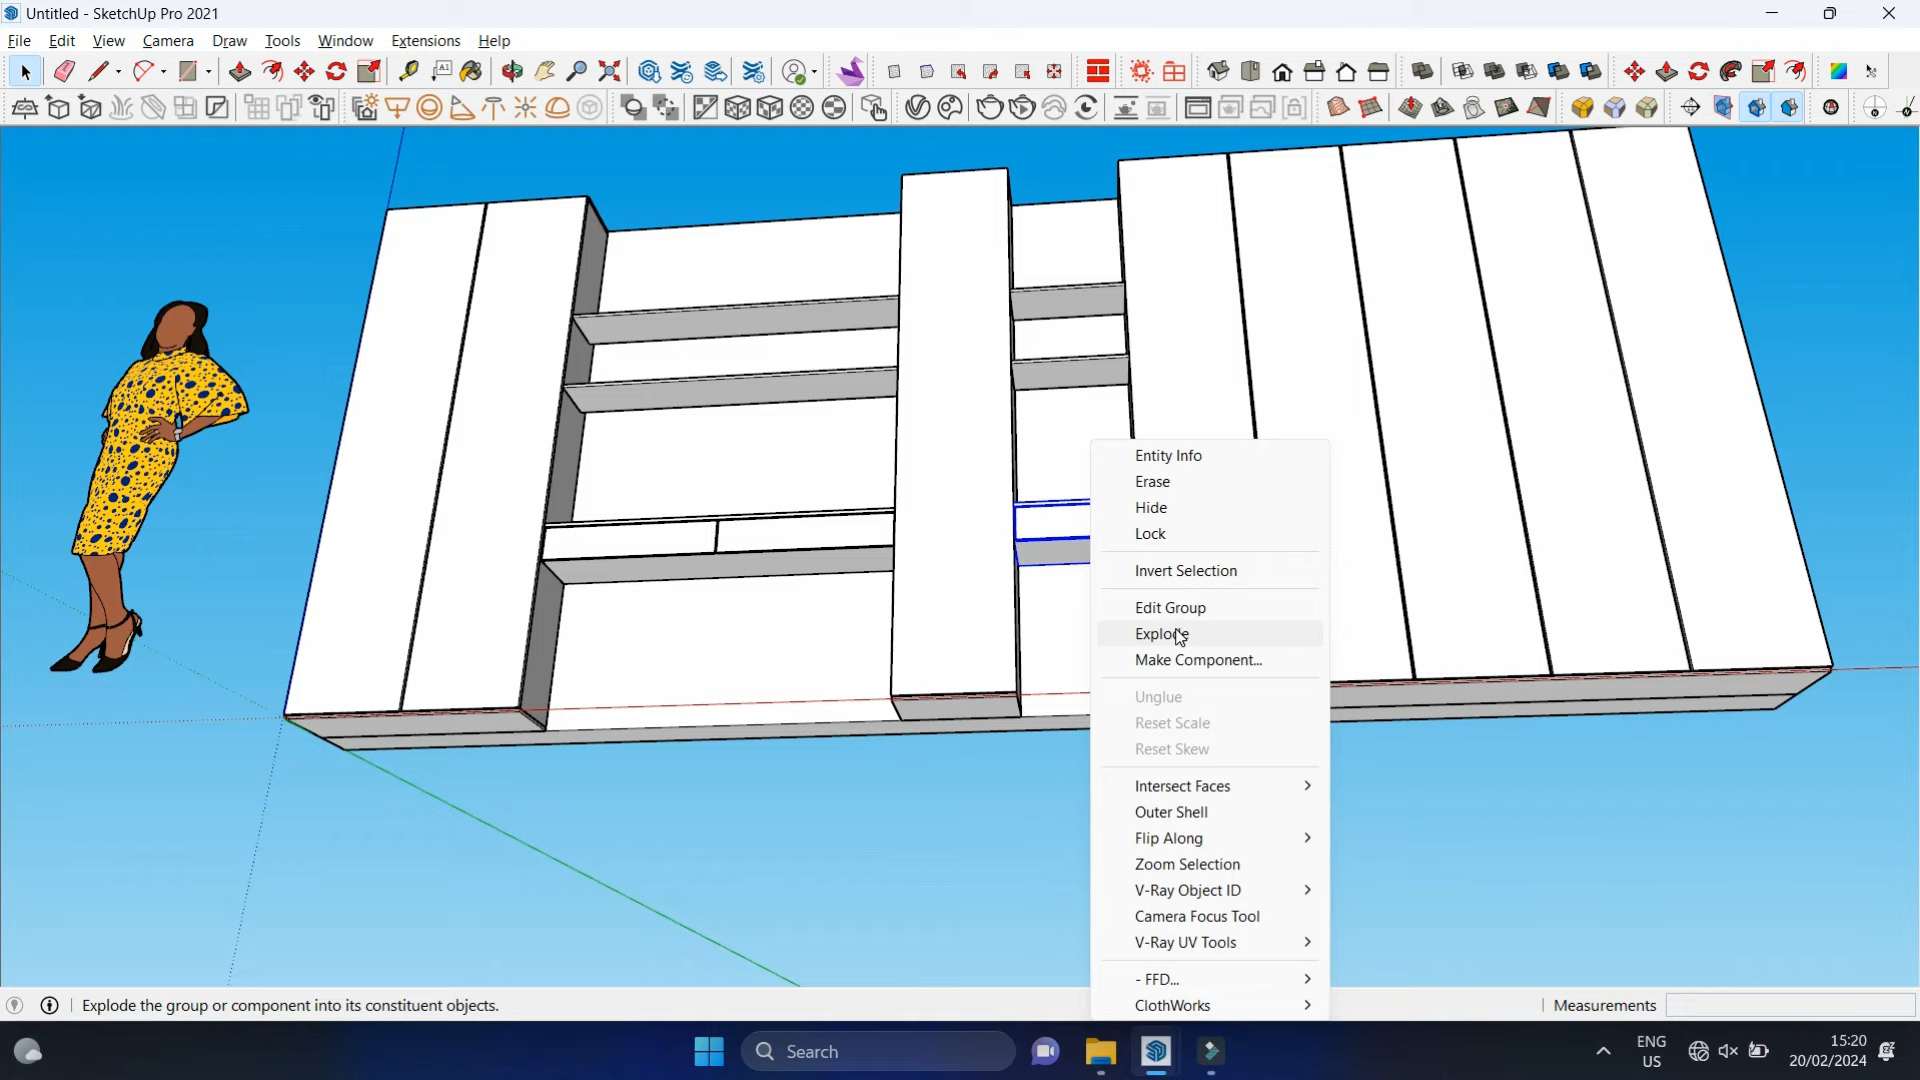 Untitled - SketchUp Pro 2021
File Edit View Camera Draw Tools Window Extensions Help
A1
Entity Info
Erase
Hide
Lock
Invert Selection
Edit Group
Explode
Make Component...
Unglue
Reset Scale
Reset Skew
Intersect Faces
Outer Shell
Flip Along
Zoom Selection
V-Ray Object ID
Camera Focus Tool
V-Ray UV Tools
- FFD...
ClothWorks
Explode the group or component into its constituent objects.
Measurements
Search
ENG
US
15:20
20/02/2024